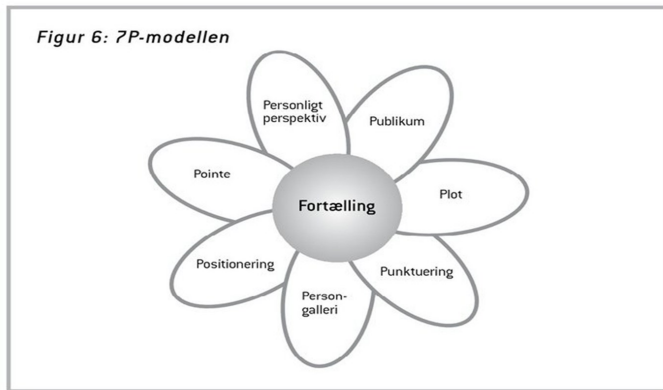 Figur 6: 7P-modellen
Personligt
perspektiv
Publikum
Pointe
Plot
Fortælling
Positionering
Punktuering
Person-
galleri